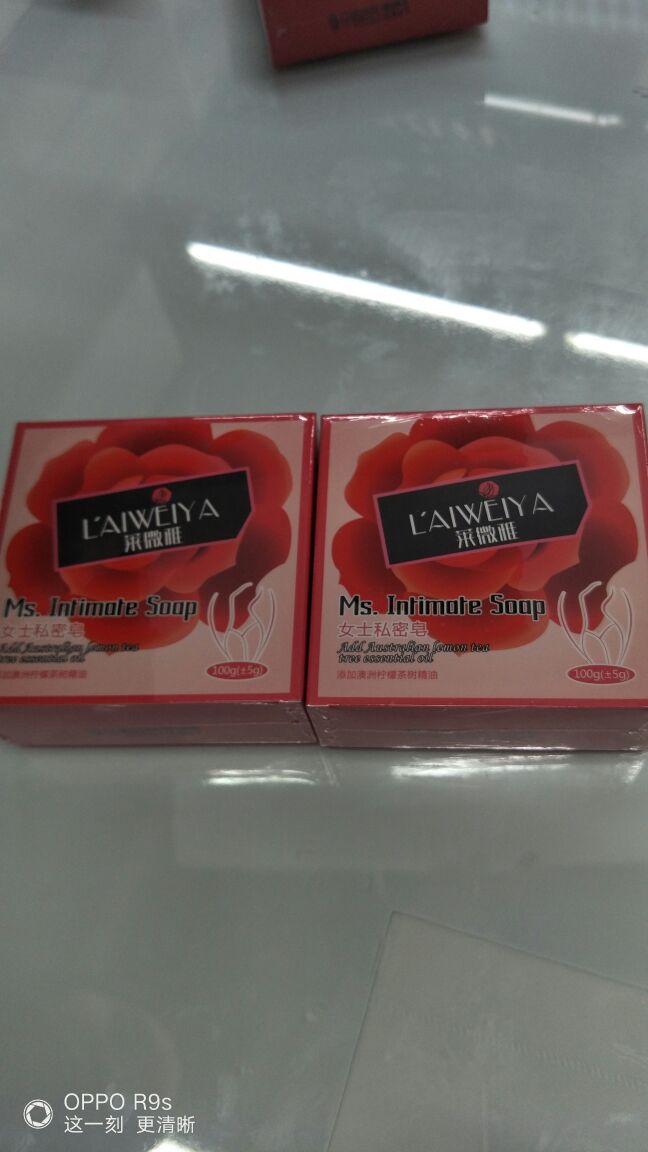 L'AIWEIYA
莱微雅
Ms. Intimate Soap
女士私密皂
Add Australian
tea
tree essential oil
添加澳洲柠檬茶树精油
100g(±5g)
L'AIWEIYA
莱微雅
Ms. Intimate Soap
女士私密皂
Add Australian
tea
tree essential oil
添加澳洲柠檬茶树精油
100g(±5g)
OPPO R9s
这一刻 更清晰